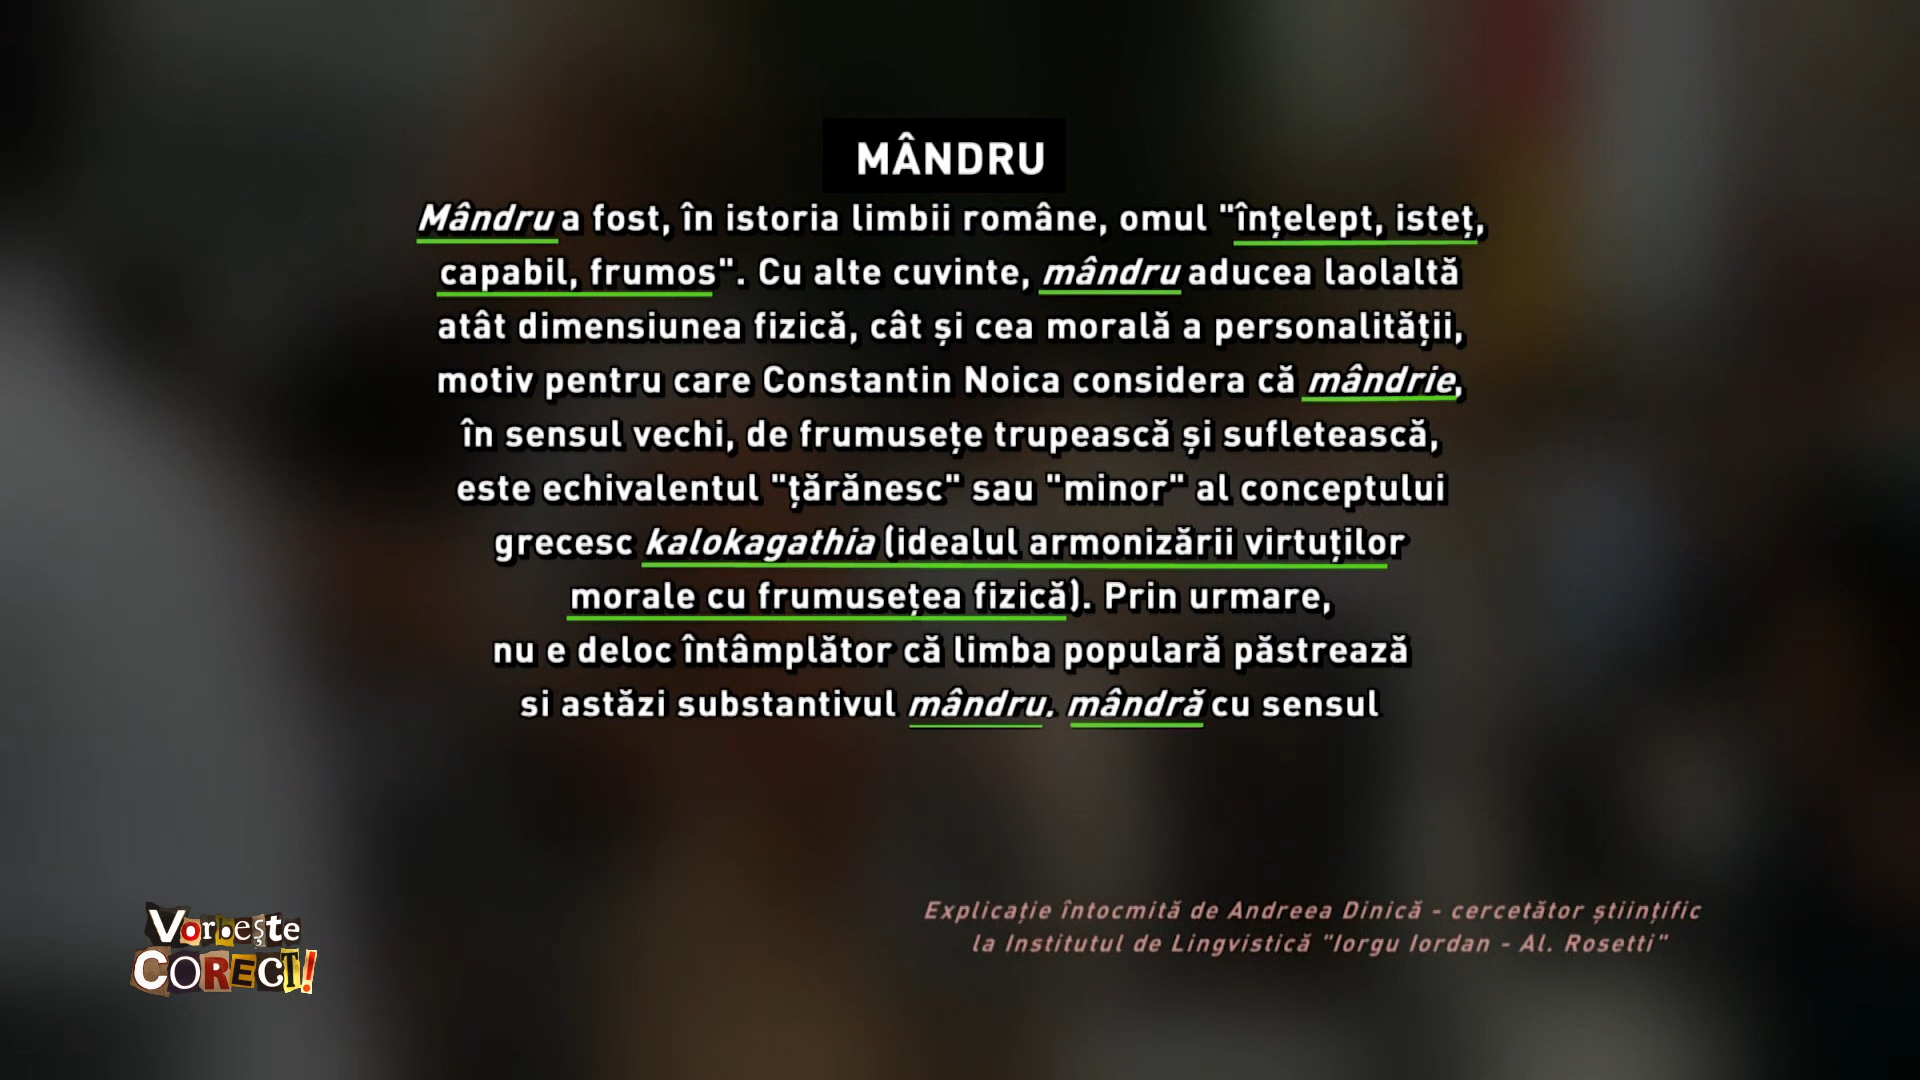 MÂNDRU
Mândru a fost, în istoria limbii române, omul "înțelept, isteț,
capabil, frumos". Cu alte cuvinte, mândru aducea laolaltă
atât dimensiunea fizică, cât și cea morală a personalității,
motiv pentru care Constantin Noica considera că mândrie,
în sensul vechi, de frumusețe trupească și sufletească,
este echivalentul "țărănesc" sau "minor" al conceptului
grecesc kalokagathia (idealul armonizării virtuților
morale cu frumusețea fizică). Prin urmare,
nu e deloc întâmplător că limba populară păstrează
si astăzi substantivul mândru, mândră cu sensul
Explicație întocmită de Andreea Dinică - cercetător științific
la Institutul de Lingvistică "Iorgu Iordan - Al. Rosetti"
Vorbește
CORECT!